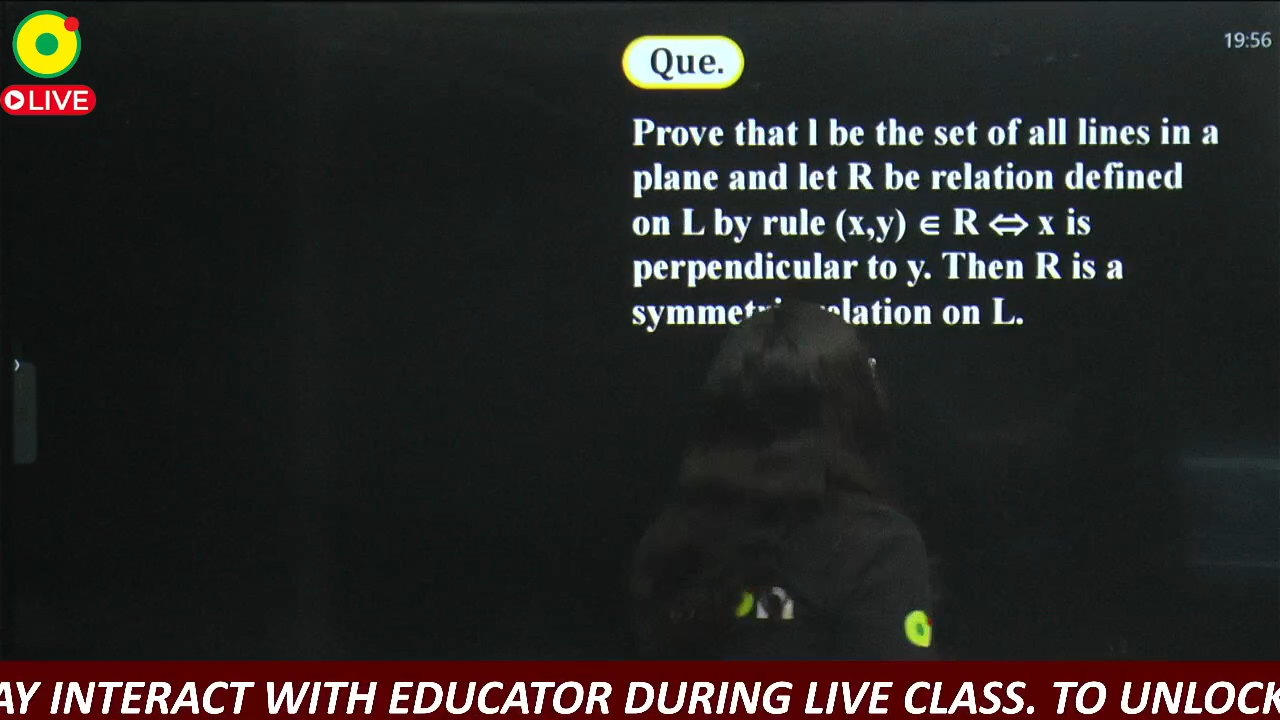 19:56
LIVE
Que.
Prove that l be the set of all lines in a
plane and let R be relation defined
on L by rule (x,y) ∈ R ⇔ x is
perpendicular to y. Then R is a
relation on L.
AY INTERACT WITH EDUCATOR DURING LIVE CLASS. TO UNLOCK